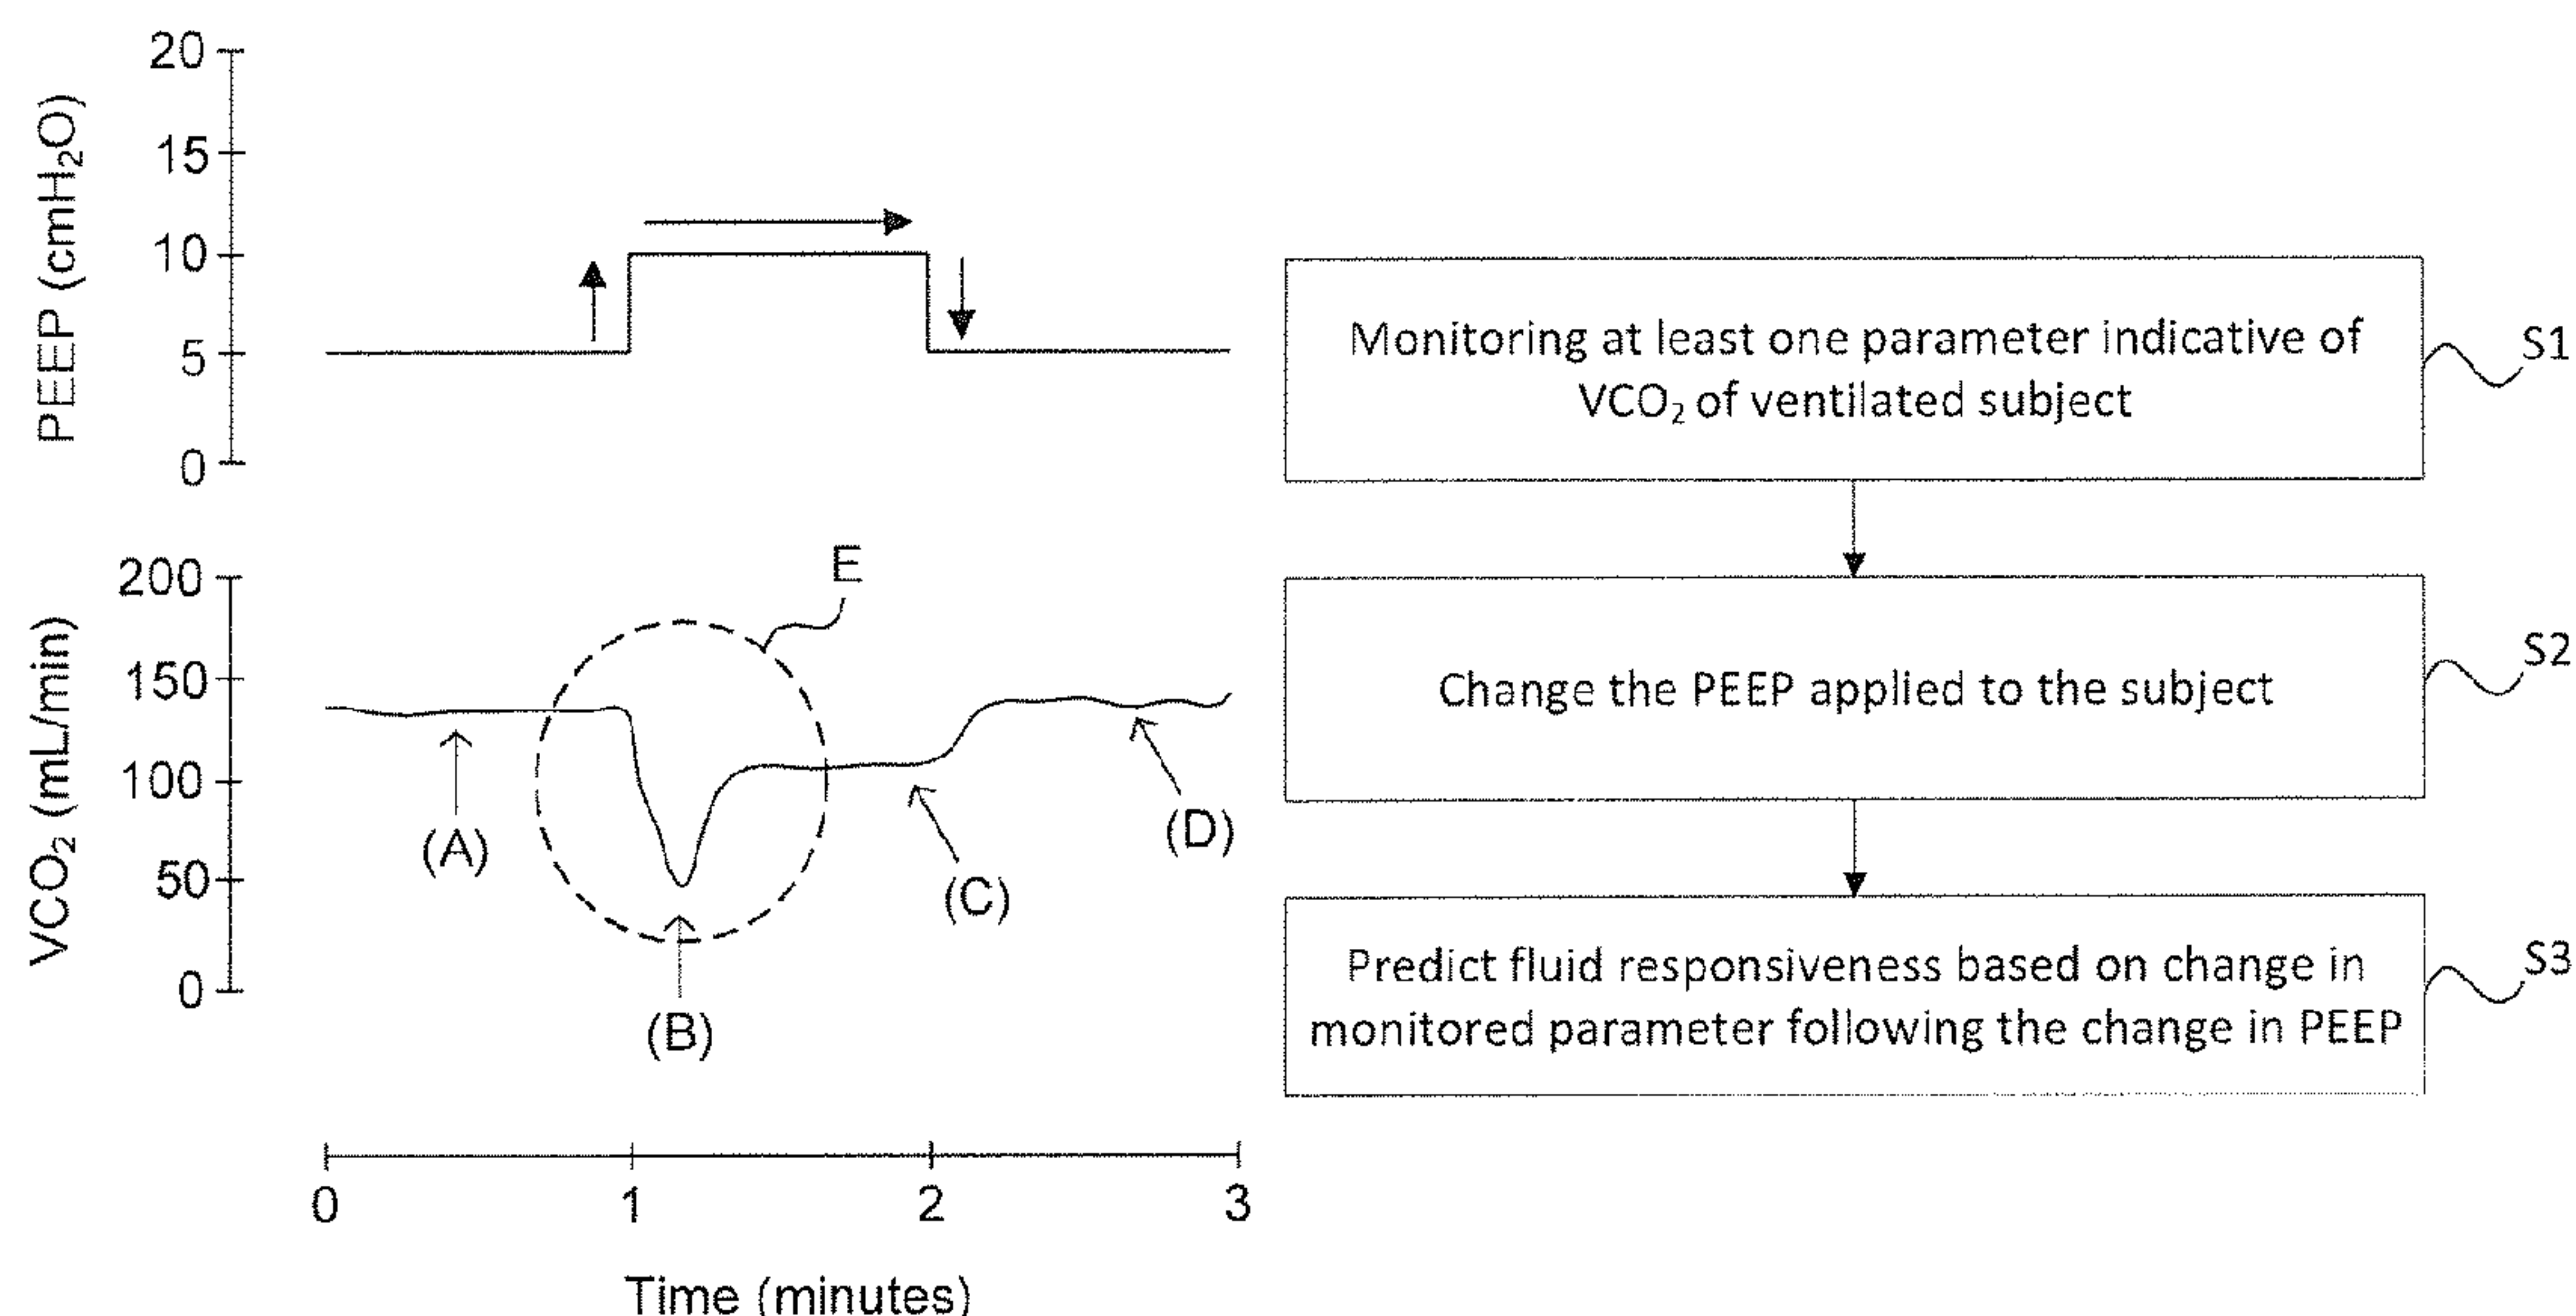 PEEP (cmH₂O)
20
15
10
5
0
VCO₂ (mL/min)
200
150
100
50
0
E
(A)
(B)
(C)
(D)
0
1
2
3
Time (minutes)
Monitoring at least one parameter indicative of
VCO₂ of ventilated subject
S1
Change the PEEP applied to the subject
S2
Predict fluid responsiveness based on change in
monitored parameter following the change in PEEP
S3